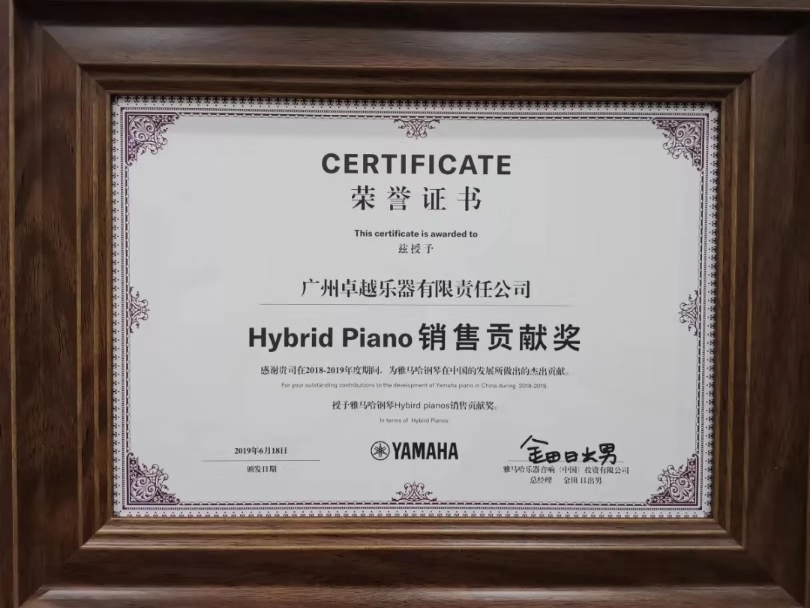 CERTIFICATE
荣誉证书
This certificate is awarded to
兹授予
广州卓越乐器有限责任公司
Hybrid Piano 销售贡献奖
感谢贵司在2018-2019年度期间，为雅马哈钢琴在中国的发展所做出的杰出贡献。
For your outstanding contributions to the development of Yamaha piano in China during 2018-2019.
授予雅马哈钢琴Hybird pianos销售贡献奖。
In terms of Hybrid Pianos
2019年6月18日
颁发日期
YAMAHA
金田日出男
雅马哈乐器音响（中国）投资有限公司
总经理 金田 日出男